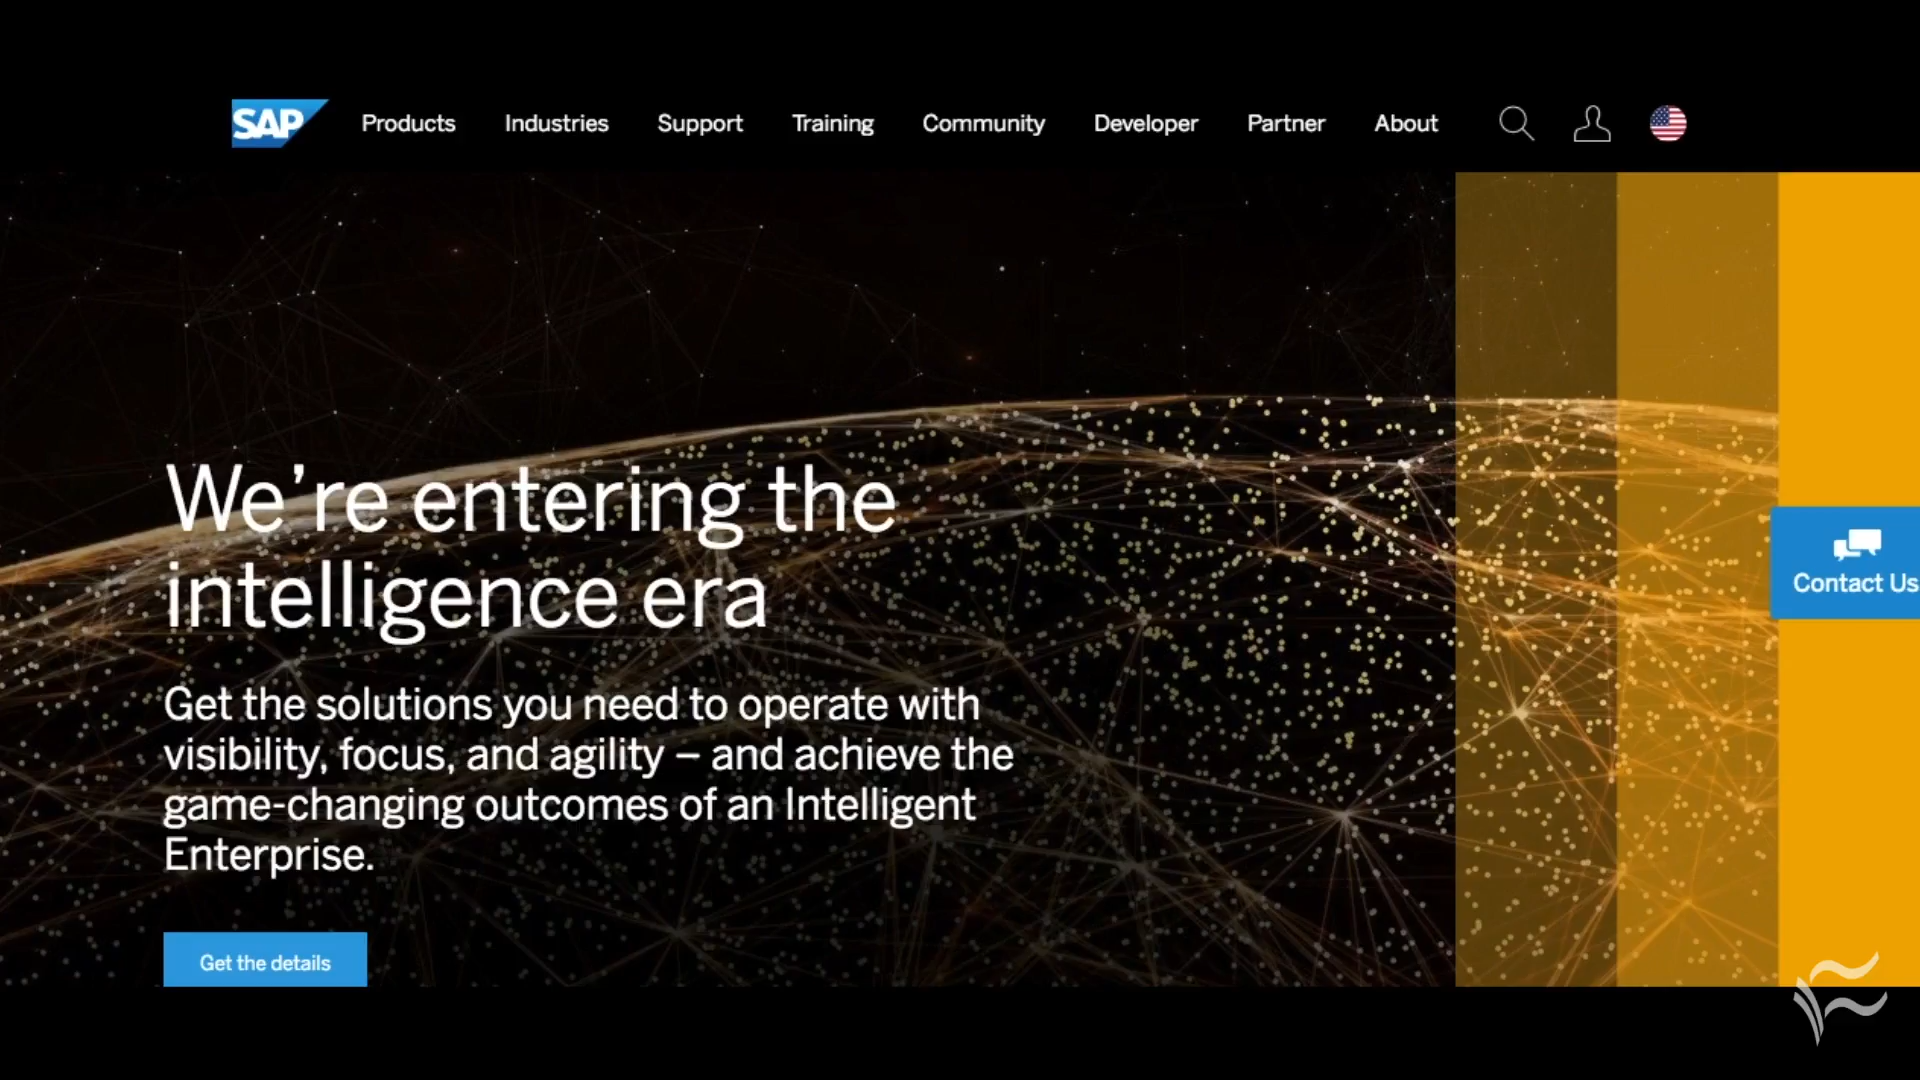 SAP Products Industries Support Training Community Developer Partner About
We're entering the
intelligence era
Get the solutions you need to operate with
visibility, focus, and agility – and achieve the
game-changing outcomes of an Intelligent
Enterprise.
Get the details
Contact Us